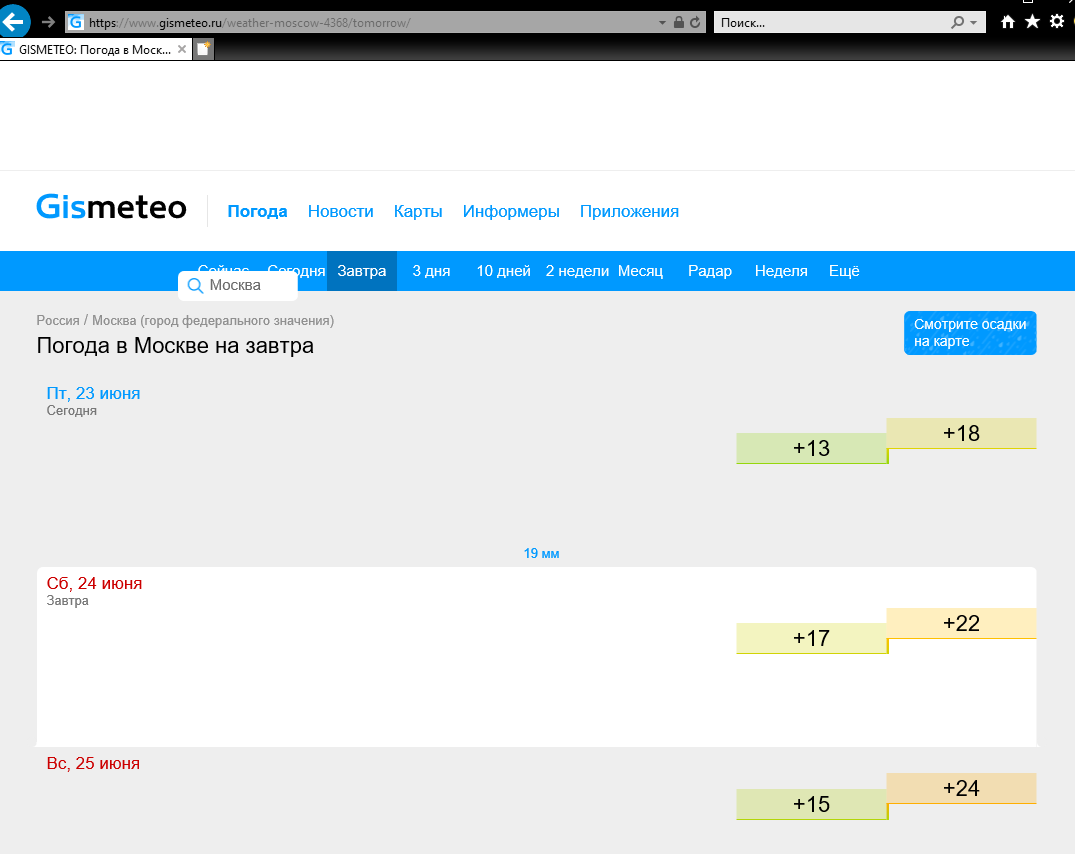 https://www.gismeteo.ru/weather-moscow-4368/tomorrow/
Поиск...
GISMETEO: Погода в Моск...
Gismeteo
Погода Новости Карты Информеры Приложения
Сейчас Сегодня Завтра 3 дня 10 дней 2 недели Месяц Радар Неделя Ещё
Москва
Россия / Москва (город федерального значения)
Погода в Москве на завтра
Смотрите осадки
на карте
Пт, 23 июня
Сегодня
+13
+18
19 мм
Сб, 24 июня
Завтра
+17
+22
Вс, 25 июня
+15
+24